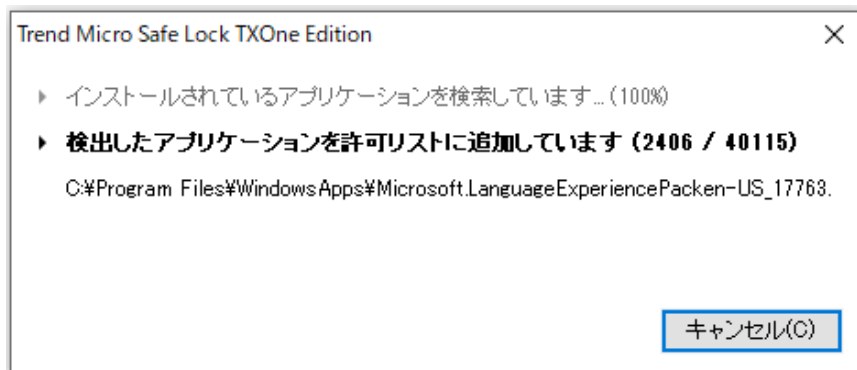 Trend Micro Safe Lock TXOne Edition
インストールされているアプリケーションを検索しています...(100%)
検出したアプリケーションを許可リストに追加しています (2406 / 40115)
C:¥Program Files¥WindowsApps¥Microsoft.LanguageExperiencePacken-US_17763.
キャンセル(C)